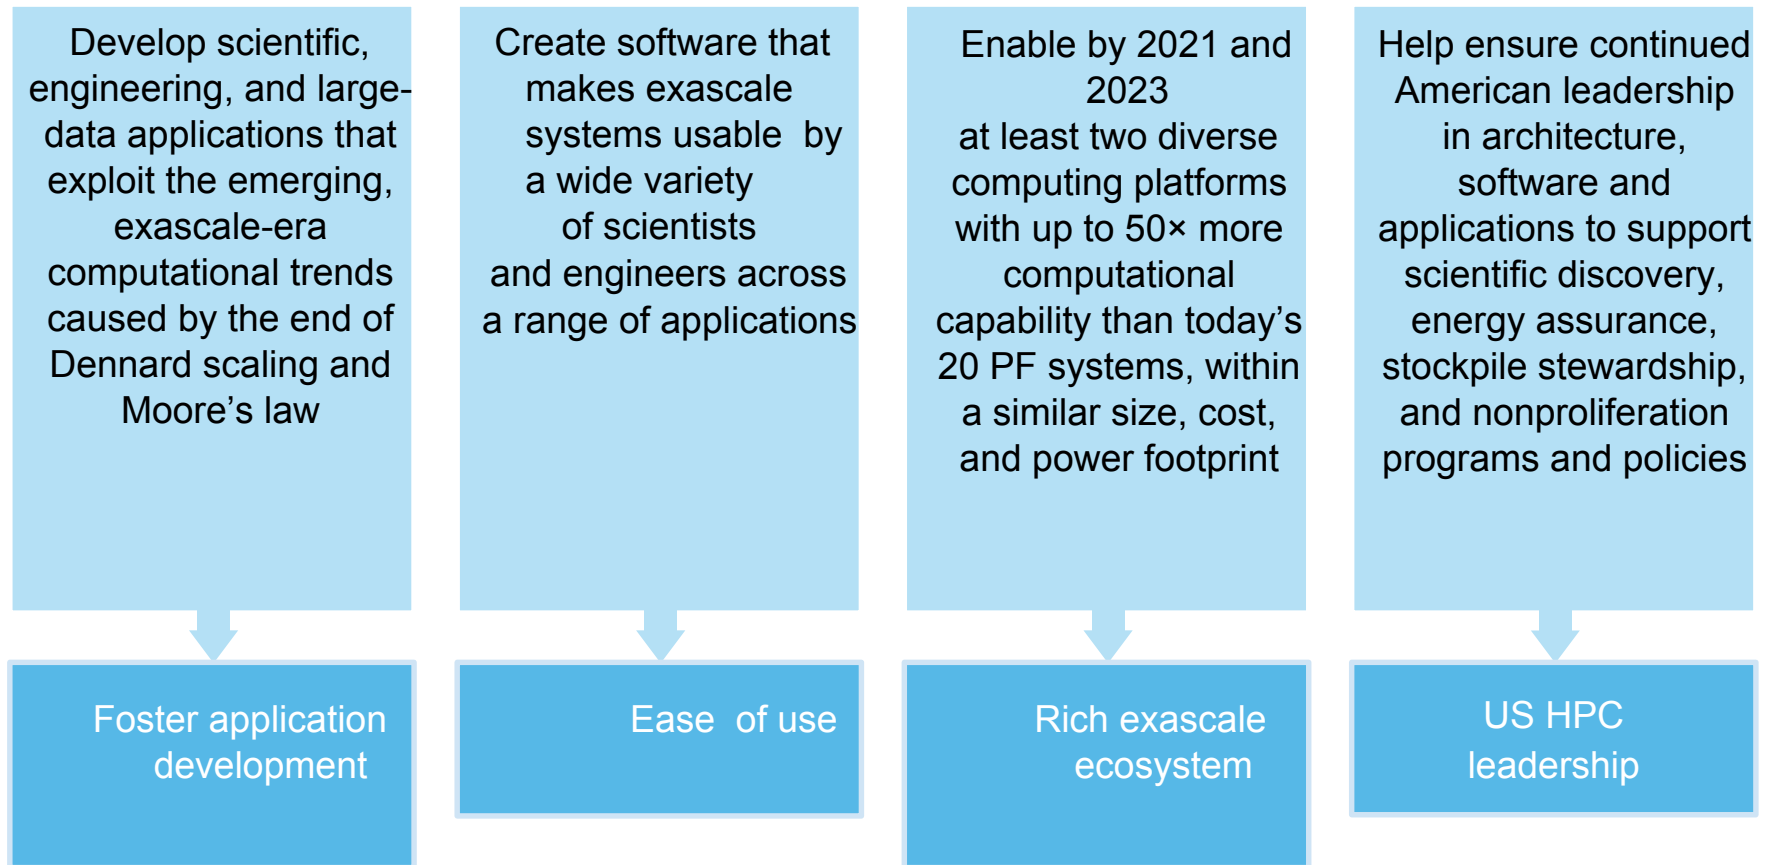 Develop scientific,
engineering, and large-
data applications that
exploit the emerging,
exascale-era
computational trends
caused by the end of
Dennard scaling and
Moore’s law
Foster application
development
Create software that
makes exascale
systems usable by
a wide variety
of scientists
and engineers across
a range of applications
Ease of use
Enable by 2021 and
2023
at least two diverse
computing platforms
with up to 50× more
computational
capability than today’s
20 PF systems, within
a similar size, cost,
and power footprint
Rich exascale
ecosystem
Help ensure continued
American leadership
in architecture,
software and
applications to support
scientific discovery,
energy assurance,
stockpile stewardship,
and nonproliferation
programs and policies
US HPC
leadership